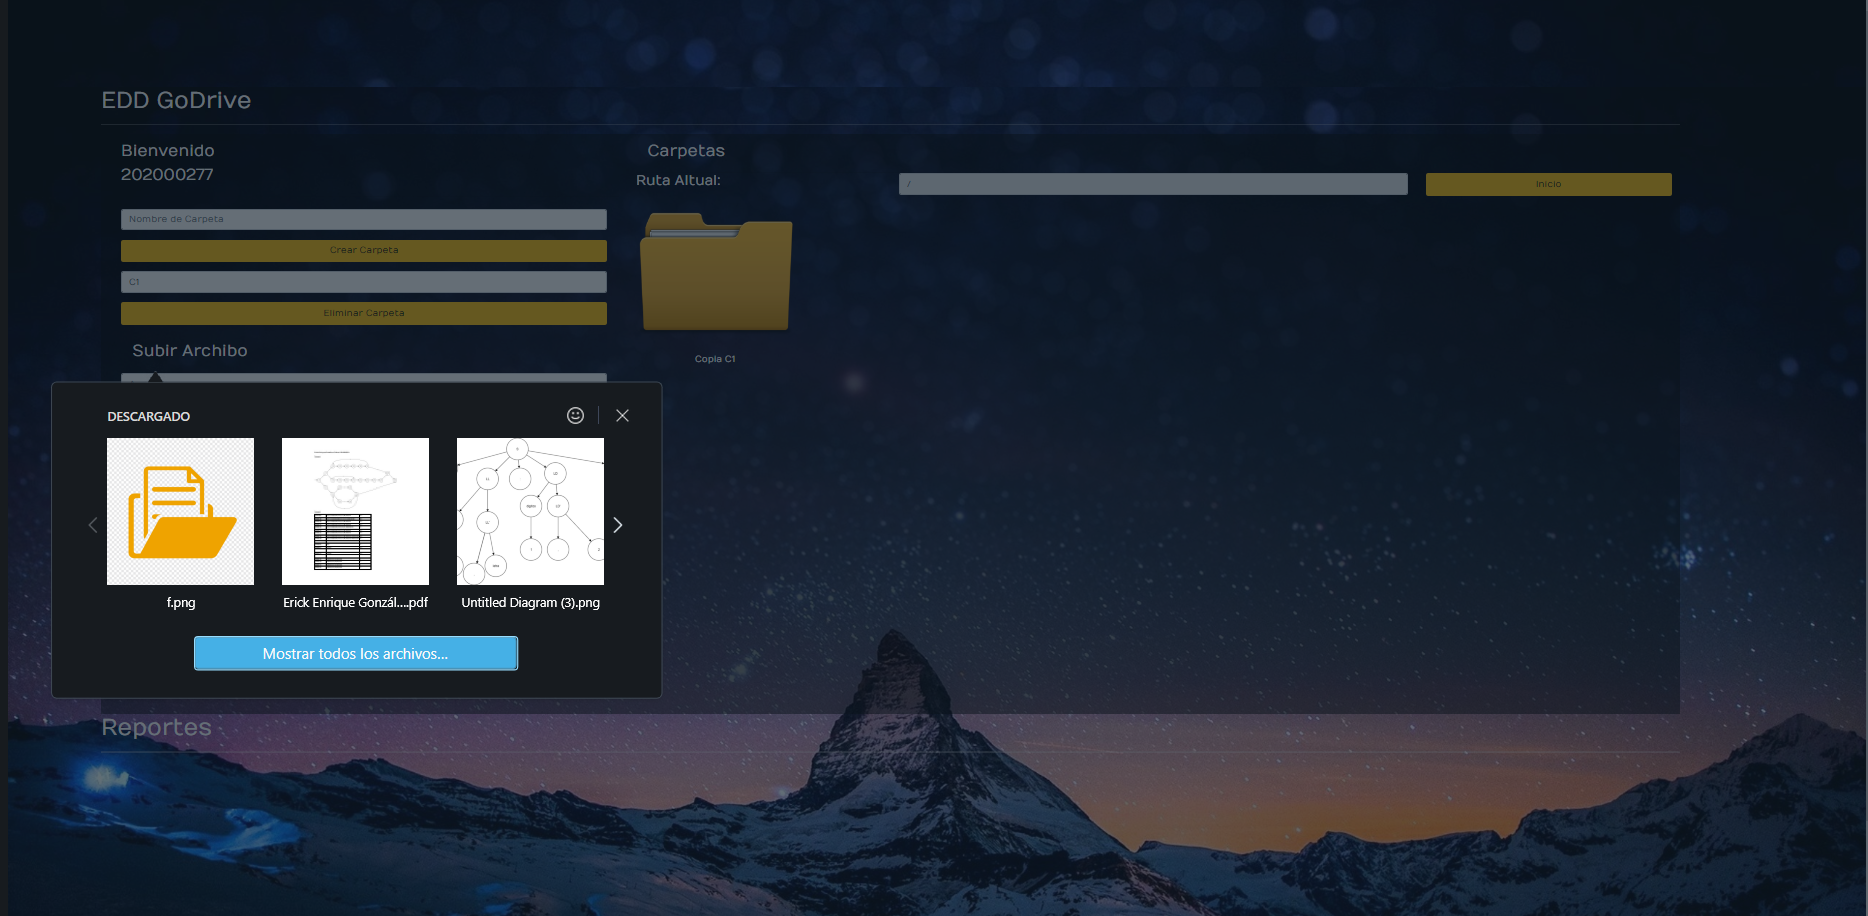 EDD GoDrive
Bienvenido
202000277
Nombre de Carpeta
Crear Carpeta
C1
Eliminar Carpeta
Subir Archibo
Carpetas
Ruta Altual:
/
Inicio
Copia C1
DESCARGADO
f.png
Erick Enrique Gonzál....pdf
Untitled Diagram (3).png
Mostrar todos los archivos...
Reportes